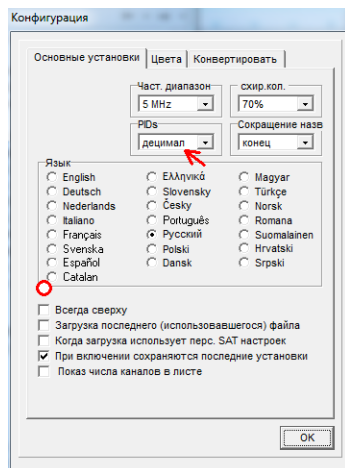 Конфигурация
Основные установки Цвета Конвертировать
Част. диапазон схир.кол.
5 MHz 70%
PIDs Сокращение назв
децимал конец
Язык
English Ελληνικά Magyar
Deutsch Slovensky Türkçe
Nederlands Česky Norsk
Italiano Português Romana
Français Русский Suomalainen
Svenska Polski Hrvatski
Español Dansk Srpski
Catalan
Всегда сверху
Загрузка последнего (использовавшегося) файла
Когда загрузка использует перс. SAT настроек
При включении сохраняются последние установки
Показ числа каналов в листе
OK